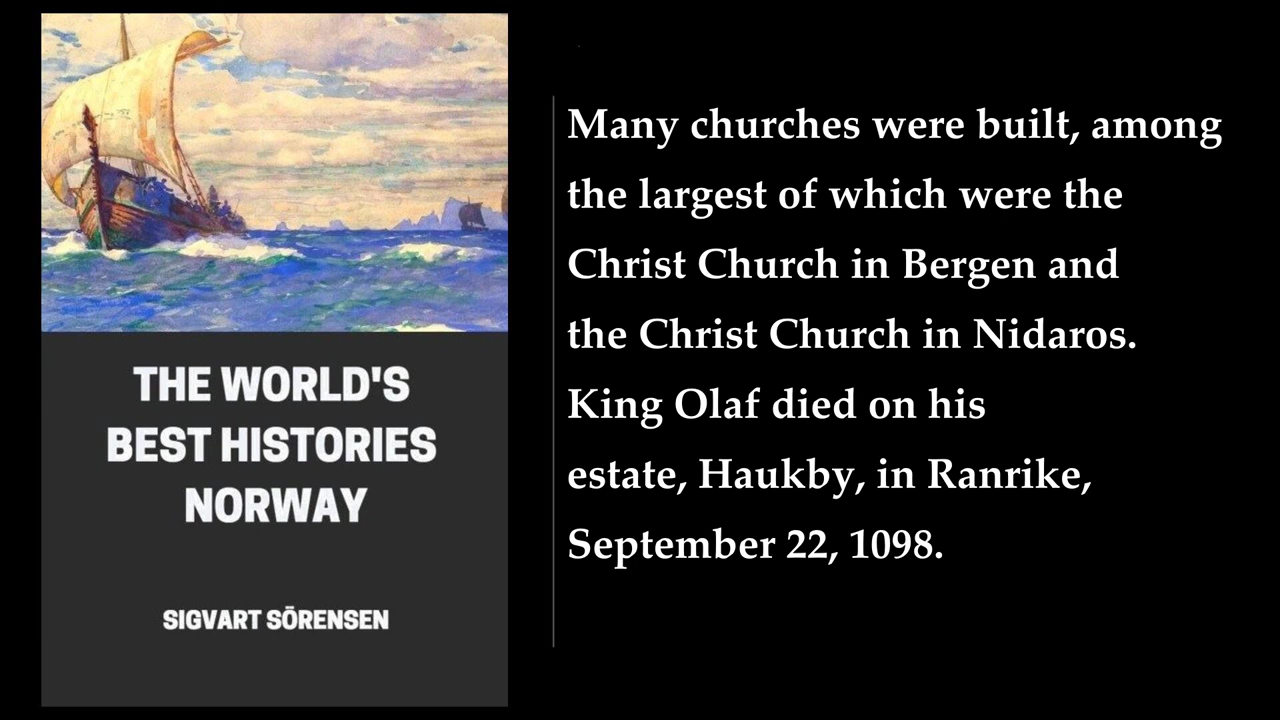 THE WORLD'S
BEST HISTORIES
NORWAY
SIGVART SÖRENSEN
Many churches were built, among
the largest of which were the
Christ Church in Bergen and
the Christ Church in Nidaros.
King Olaf died on his
estate, Haukby, in Ranrike,
September 22, 1098.